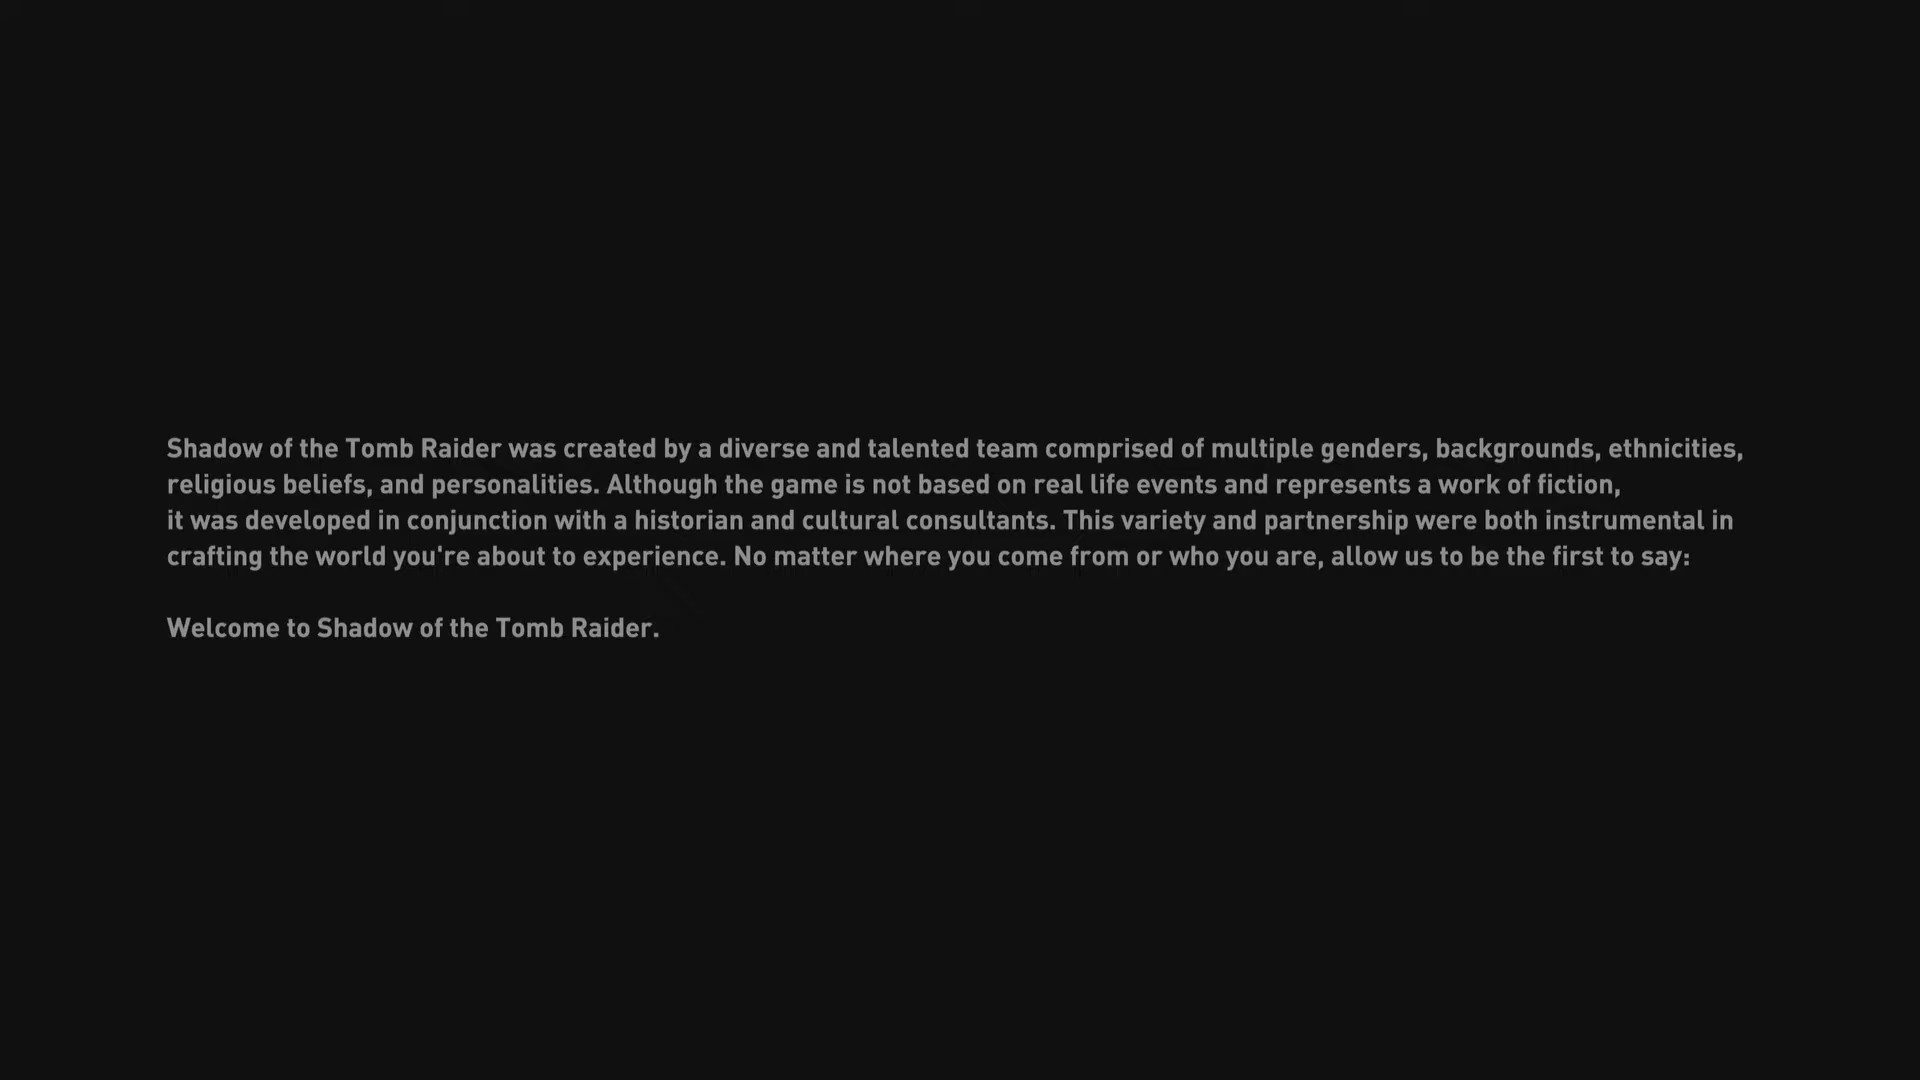 Shadow of the Tomb Raider was created by a diverse and talented team comprised of multiple genders, backgrounds, ethnicities,
religious beliefs, and personalities. Although the game is not based on real life events and represents a work of fiction,
it was developed in conjunction with a historian and cultural consultants. This variety and partnership were both instrumental in
crafting the world you're about to experience. No matter where you come from or who you are, allow us to be the first to say:
Welcome to Shadow of the Tomb Raider.